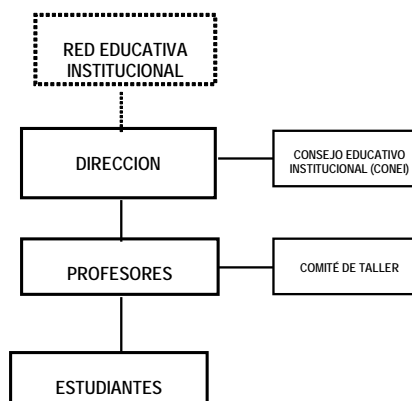 RED EDUCATIVA
INSTITUCIONAL
DIRECCION
CONSEJO EDUCATIVO
INSTITUCIONAL (CONEI)
PROFESORES
COMITÉ DE TALLER
ESTUDIANTES